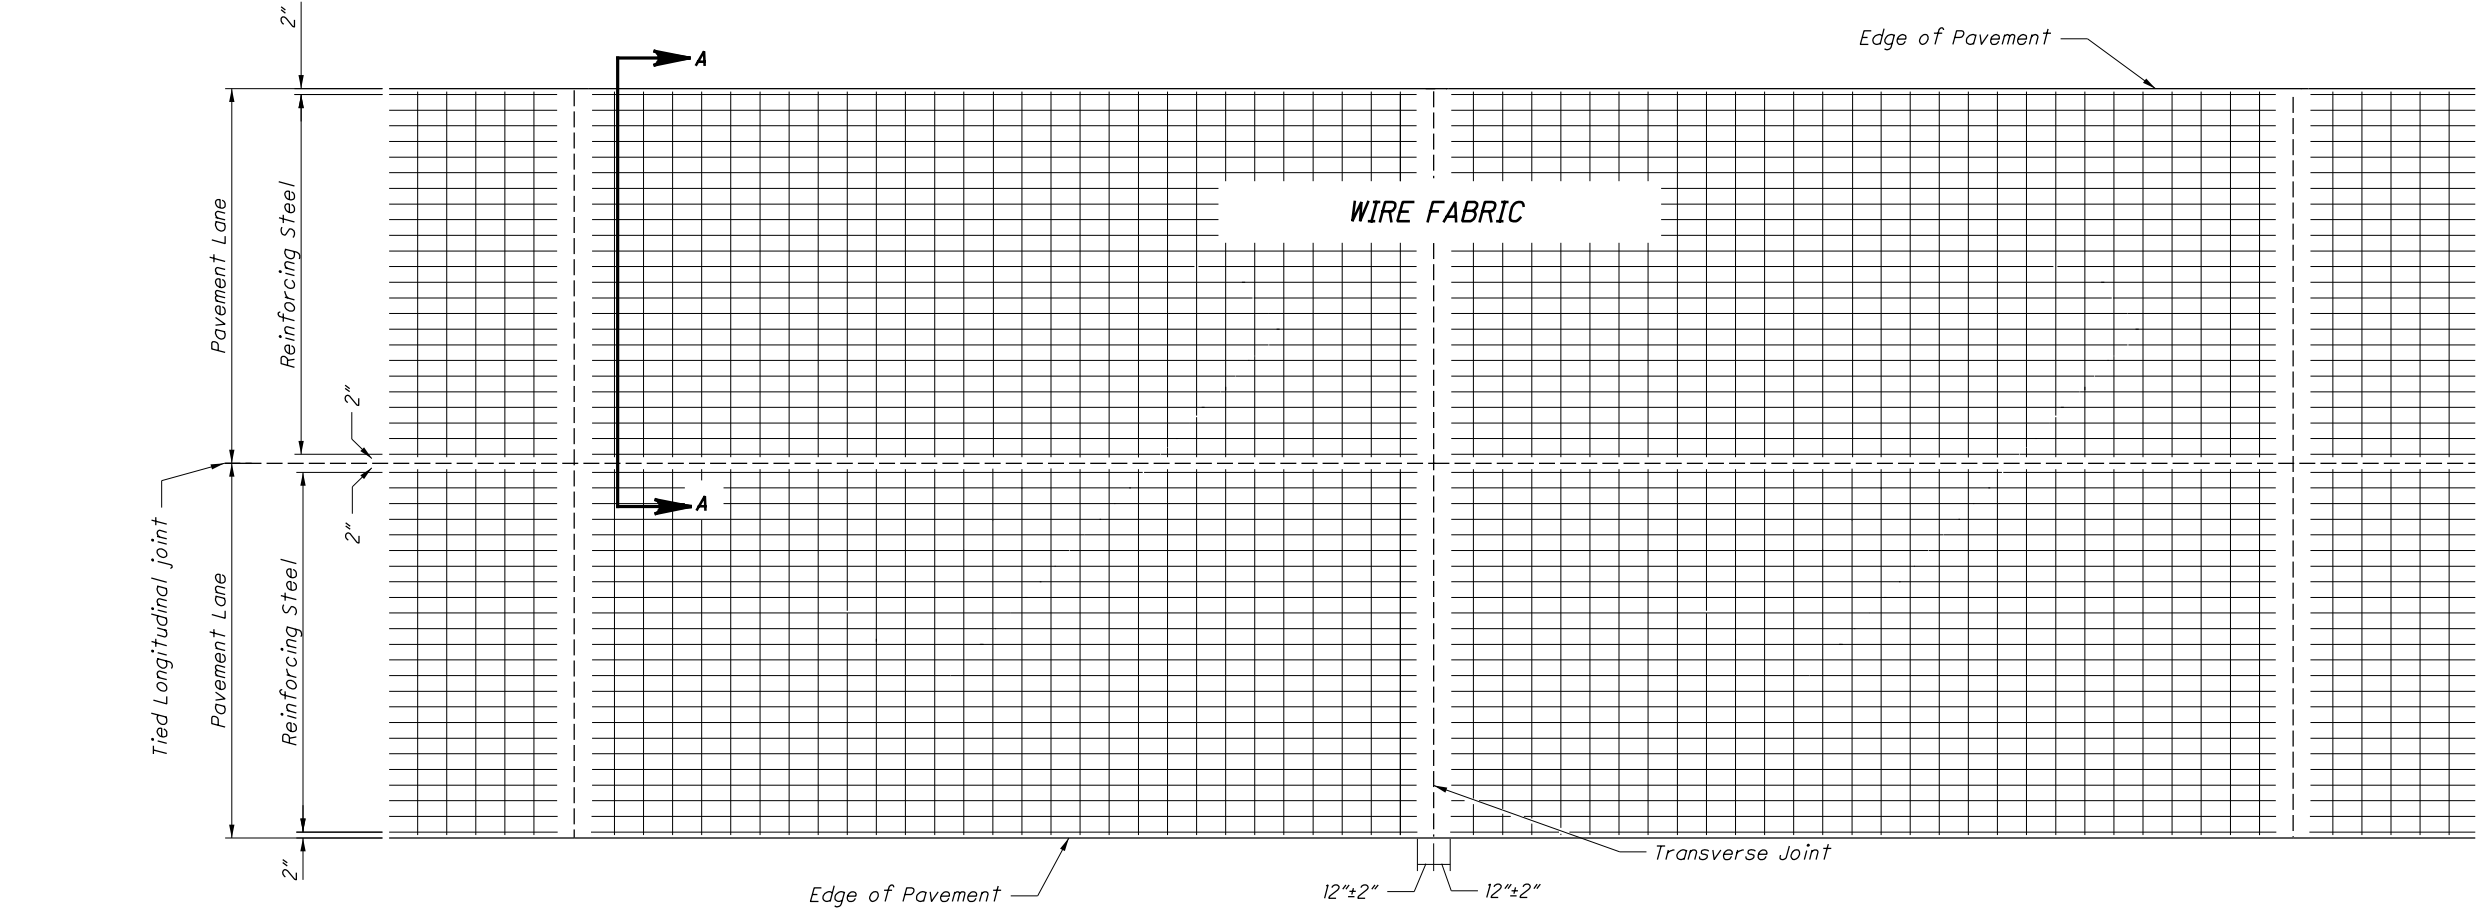 2"
A
Edge of Pavement
WIRE FABRIC
Pavement Lane
Reinforcing Steel
2"
2"
A
Tied Longitudinal joint
Pavement Lane
Reinforcing Steel
2"
Transverse Joint
Edge of Pavement
12"±2"
12"±2"